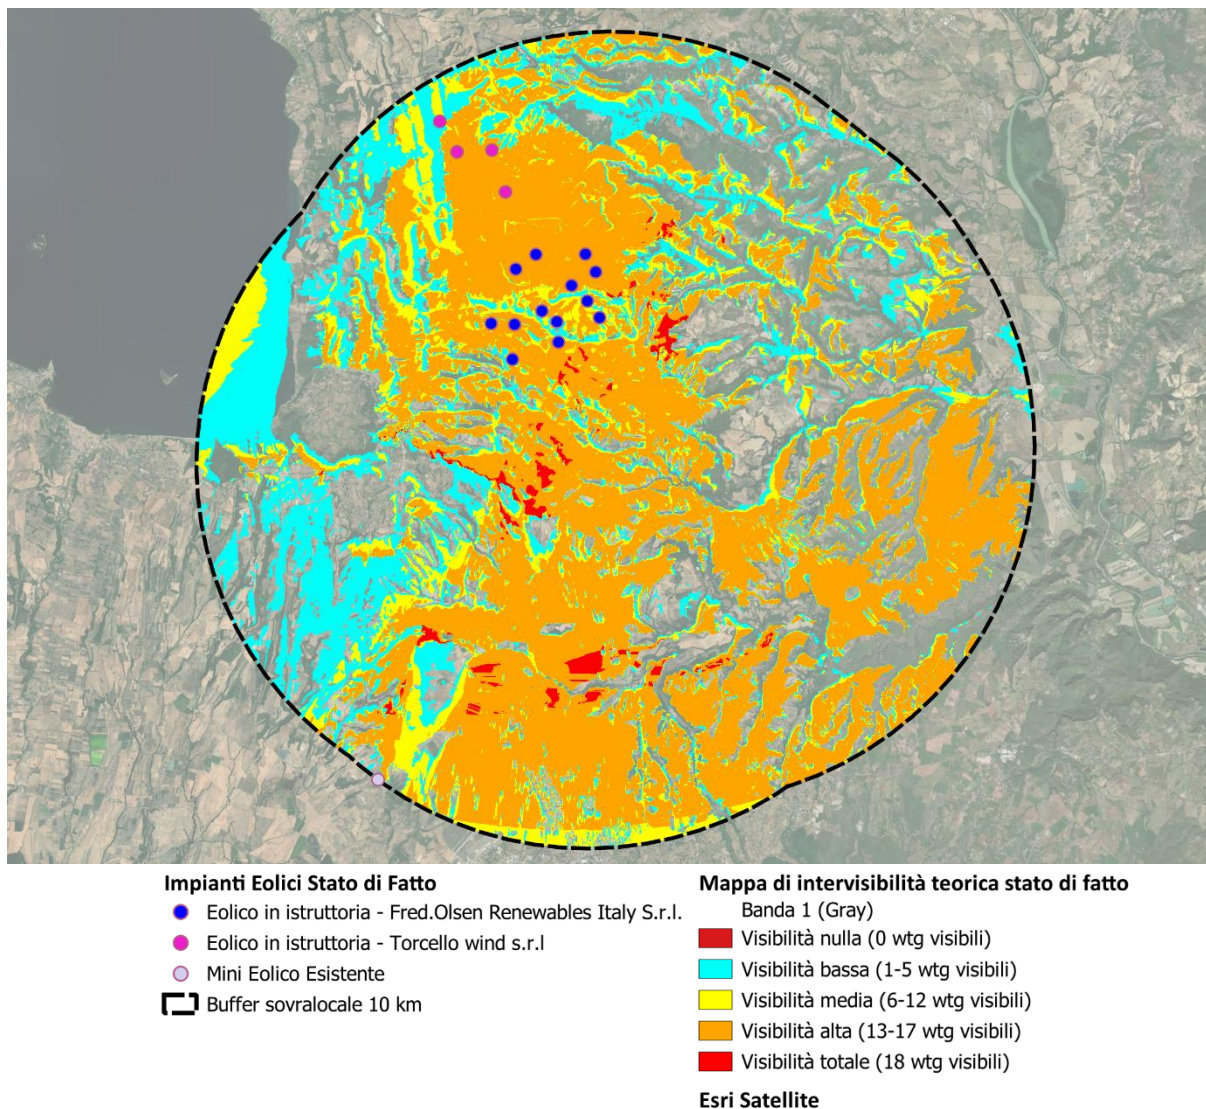 Impianti Eolici Stato di Fatto
Eolico in istruttoria - Fred.Olsen Renewables Italy S.r.l.
Eolico in istruttoria - Torcello wind s.r.l
Mini Eolico Esistente
Buffer sovralocale 10 km
Mappa di intervisibilità teorica stato di fatto
Banda 1 (Gray)
Visibilità nulla (0 wtg visibili)
Visibilità bassa (1-5 wtg visibili)
Visibilità media (6-12 wtg visibili)
Visibilità alta (13-17 wtg visibili)
Visibilità totale (18 wtg visibili)
Esri Satellite